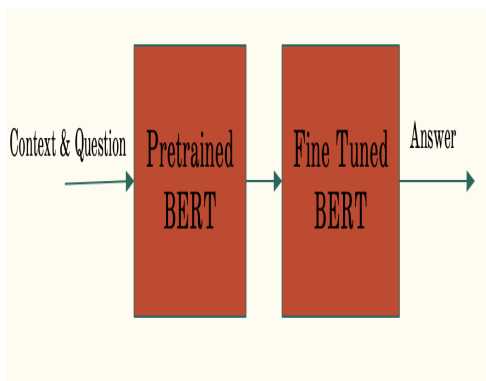 Context & Question
Pretrained
BERT
Fine Tuned
BERT
Answer